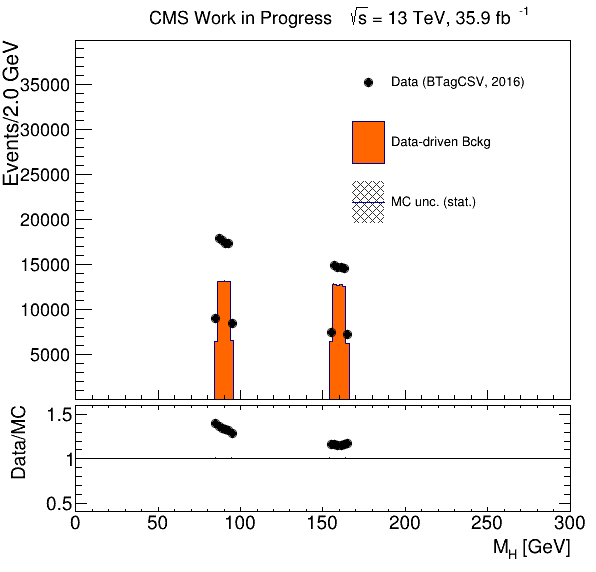 CMS Work in Progress √s = 13 TeV, 35.9 fb -1
Events/2.0 GeV
35000
30000
25000
20000
15000
10000
5000
Data (BTagCSV, 2016)
Data-driven Bckg
MC unc. (stat.)
Data/MC
1.5
1
0.5
0 50 100 150 200 250 300
M_H [GeV]